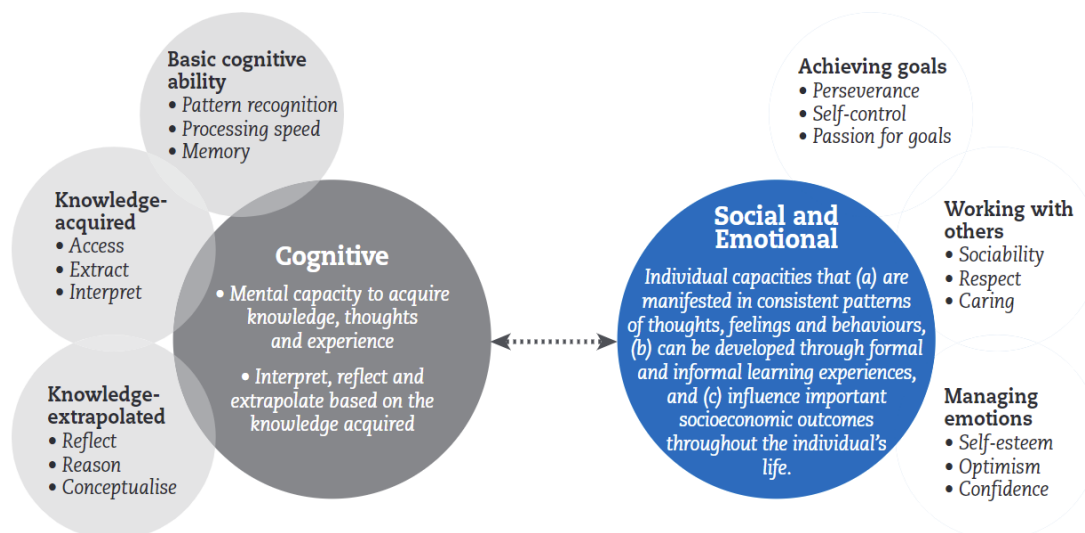 Basic cognitive
ability
• Pattern recognition
• Processing speed
• Memory
Knowledge-
acquired
• Access
• Extract
• Interpret
Knowledge-
extrapolated
• Reflect
• Reason
• Conceptualise
Cognitive
• Mental capacity to acquire
knowledge, thoughts
and experience
• Interpret, reflect and
extrapolate based on the
knowledge acquired
Social and
Emotional
Individual capacities that (a) are
manifested in consistent patterns
of thoughts, feelings and behaviours,
(b) can be developed through formal
and informal learning experiences,
and (c) influence important
socioeconomic outcomes
throughout the individual's
life.
Achieving goals
• Perseverance
• Self-control
• Passion for goals
Working with
others
• Sociability
• Respect
• Caring
Managing
emotions
• Self-esteem
• Optimism
• Confidence